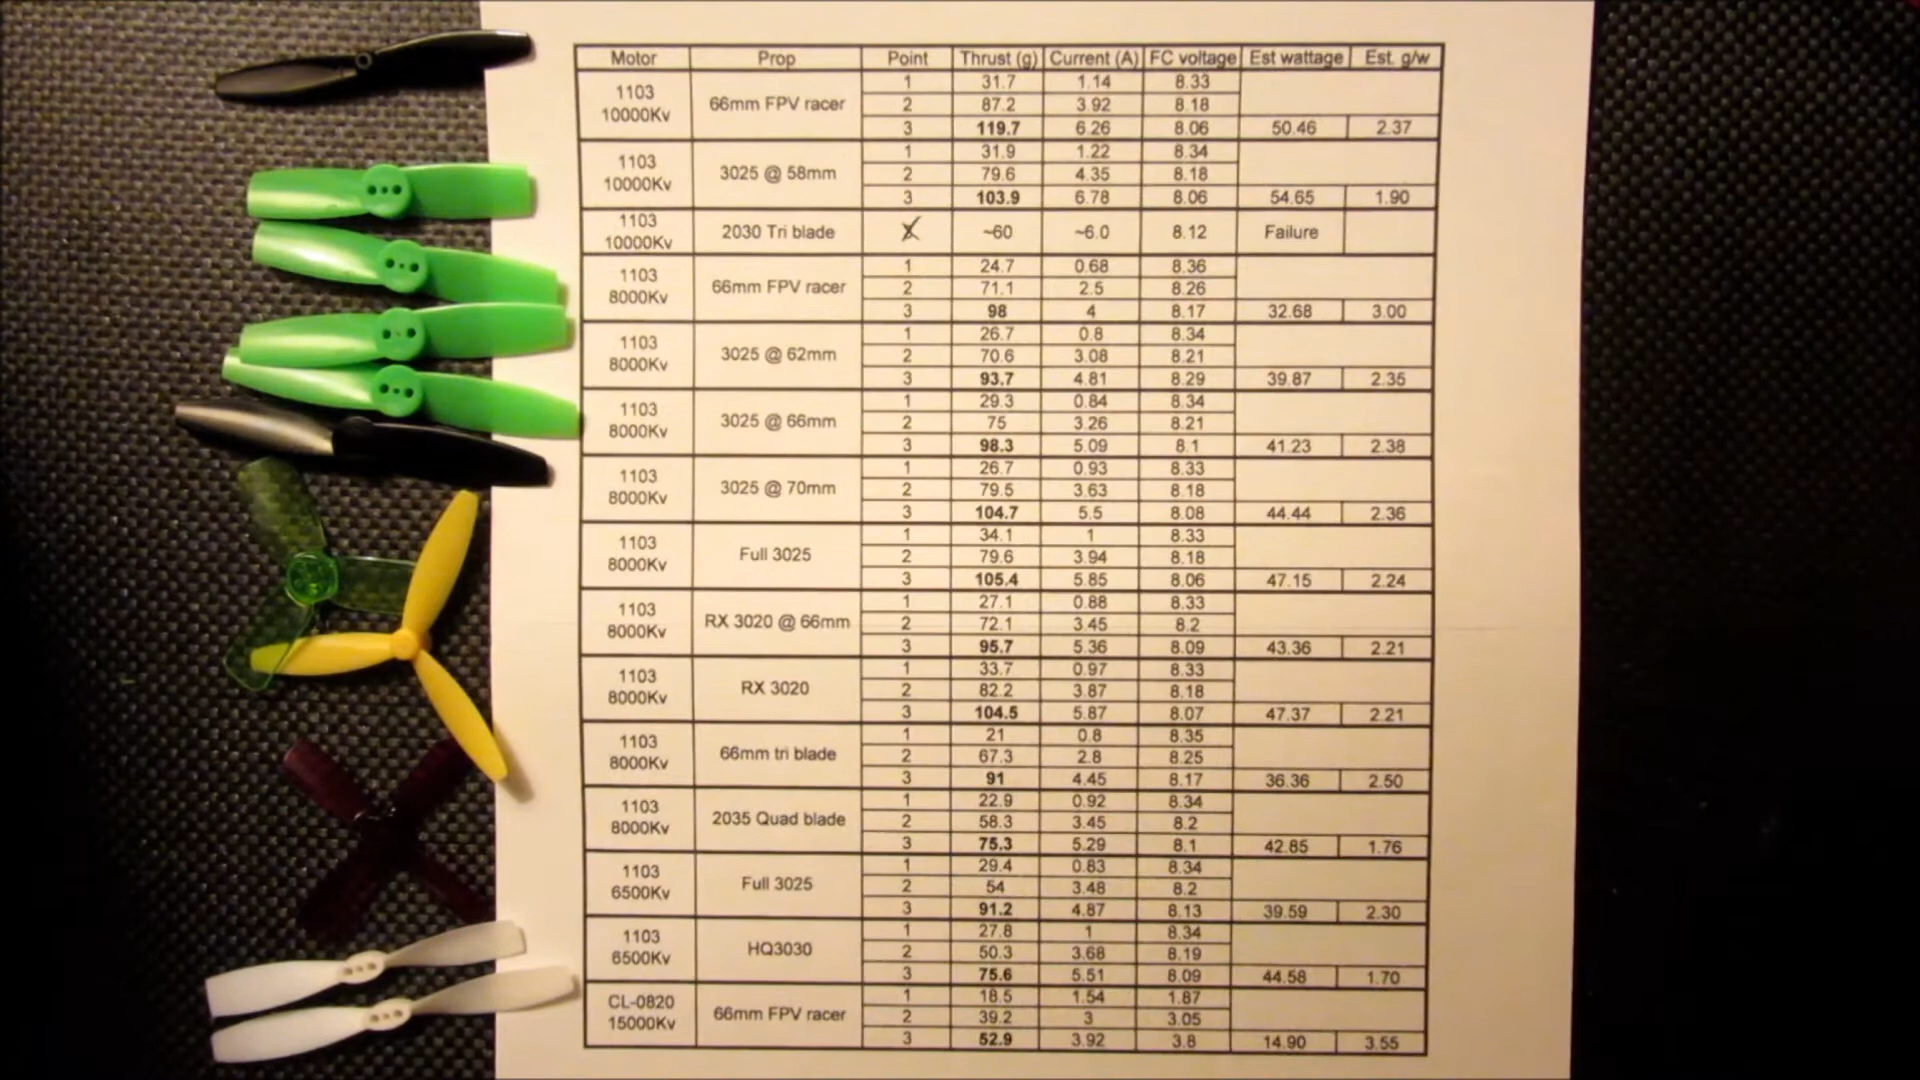 Motor Prop Point Thrust (g) Current (A) FC voltage Est wattage Est. g/w
1103 10000Kv 66mm FPV racer 1 31.7 1.14 8.33
2 87.2 3.92 8.18
3 119.7 6.26 8.06 50.46 2.37
1103 10000Kv 3025 @ 58mm 1 31.9 1.22 8.34
2 79.6 4.35 8.18
3 103.9 6.78 8.06 54.65 1.90
1103 10000Kv 2030 Tri blade X ~60 ~6.0 8.12 Failure
1103 8000Kv 66mm FPV racer 1 24.7 0.68 8.36
2 71.1 2.5 8.26
3 98 4 8.17 32.68 3.00
1103 8000Kv 3025 @ 62mm 1 26.7 0.8 8.34
2 70.6 3.08 8.21
3 93.7 4.81 8.29 39.87 2.35
1103 8000Kv 3025 @ 66mm 1 29.3 0.84 8.34
2 75 3.26 8.21
3 98.3 5.09 8.1 41.23 2.38
1103 8000Kv 3025 @ 70mm 1 26.7 0.93 8.33
2 79.5 3.63 8.18
3 104.7 5.5 8.08 44.44 2.36
1103 8000Kv Full 3025 1 34.1 1 8.33
2 79.6 3.94 8.18
3 105.4 5.85 8.06 47.15 2.24
1103 8000Kv RX 3020 @ 66mm 1 27.1 0.88 8.33
2 72.1 3.45 8.2
3 95.7 5.36 8.09 43.36 2.21
1103 8000Kv RX 3020 1 33.7 0.97 8.33
2 82.2 3.87 8.18
3 104.5 5.87 8.07 47.37 2.21
1103 8000Kv 66mm tri blade 1 21 0.8 8.35
2 67.3 2.8 8.25
3 91 4.45 8.17 36.36 2.50
1103 8000Kv 2035 Quad blade 1 22.9 0.92 8.34
2 58.3 3.45 8.2
3 75.3 5.29 8.1 42.85 1.76
1103 6500Kv Full 3025 1 29.4 0.83 8.34
2 54 3.48 8.2
3 91.2 4.87 8.13 39.59 2.30
1103 6500Kv HQ3030 1 27.8 1 8.34
2 50.3 3.68 8.19
3 75.6 5.51 8.09 44.58 1.70
CL-0820 15000Kv 66mm FPV racer 1 18.5 1.54 1.87
2 39.2 3 3.05
3 52.9 3.92 3.8 14.90 3.55